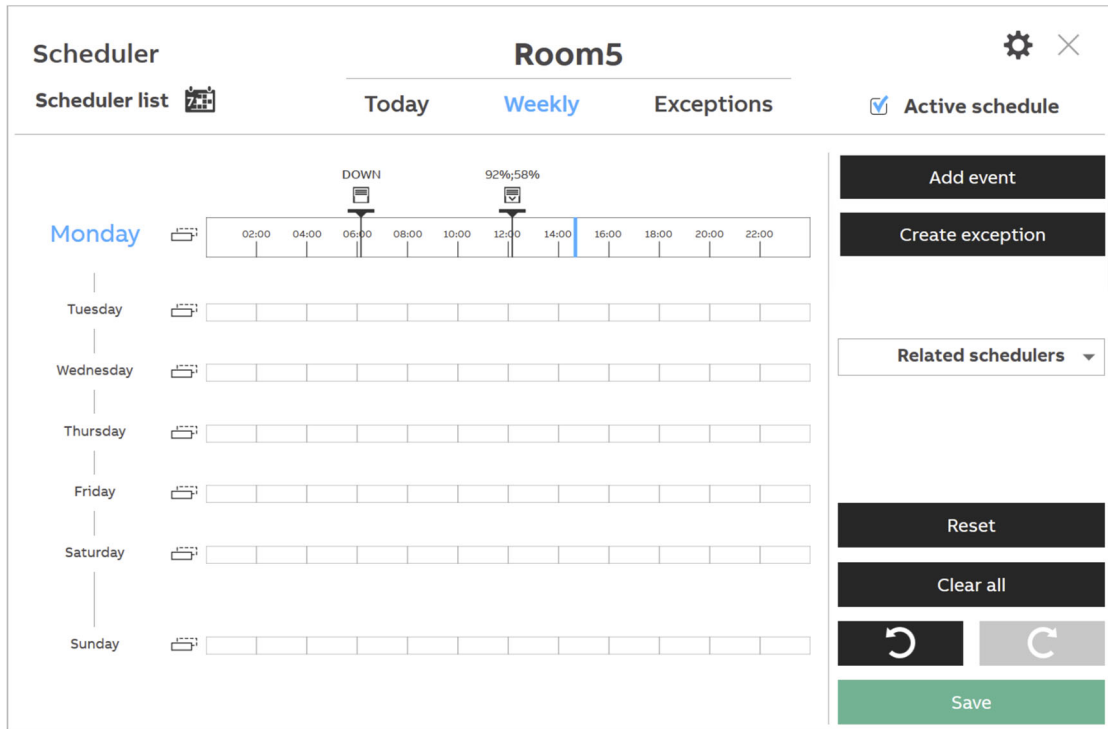 Scheduler
Room5
Scheduler list
Today Weekly Exceptions
Active schedule
DOWN 92%;58%
Add event
Monday
02:00 04:00 06:00 08:00 10:00 12:00 14:00 16:00 18:00 20:00 22:00
Create exception
Tuesday
Related schedulers
Wednesday
Thursday
Friday
Reset
Saturday
Clear all
Sunday
Save